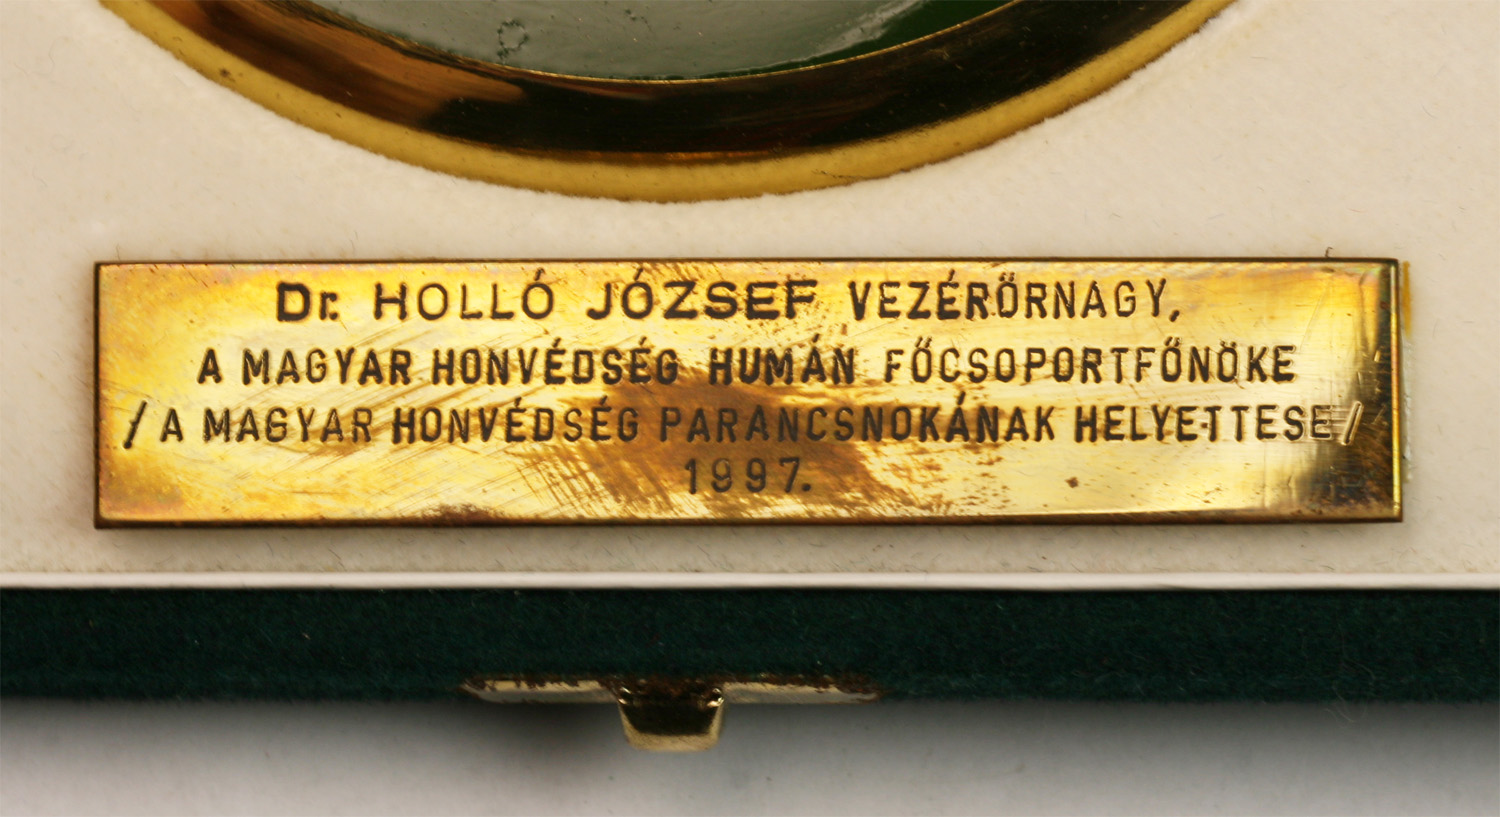 Dr. HOLLÓ JÓZSEF VEZÉRŐRNAGY,
A MAGYAR HONVÉDSÉG HUMÁN FŐCSOPORTFŐNÖKE
/A MAGYAR HONVÉDSÉG PARANCSNOKÁNAK HELYETTESE/
1997.